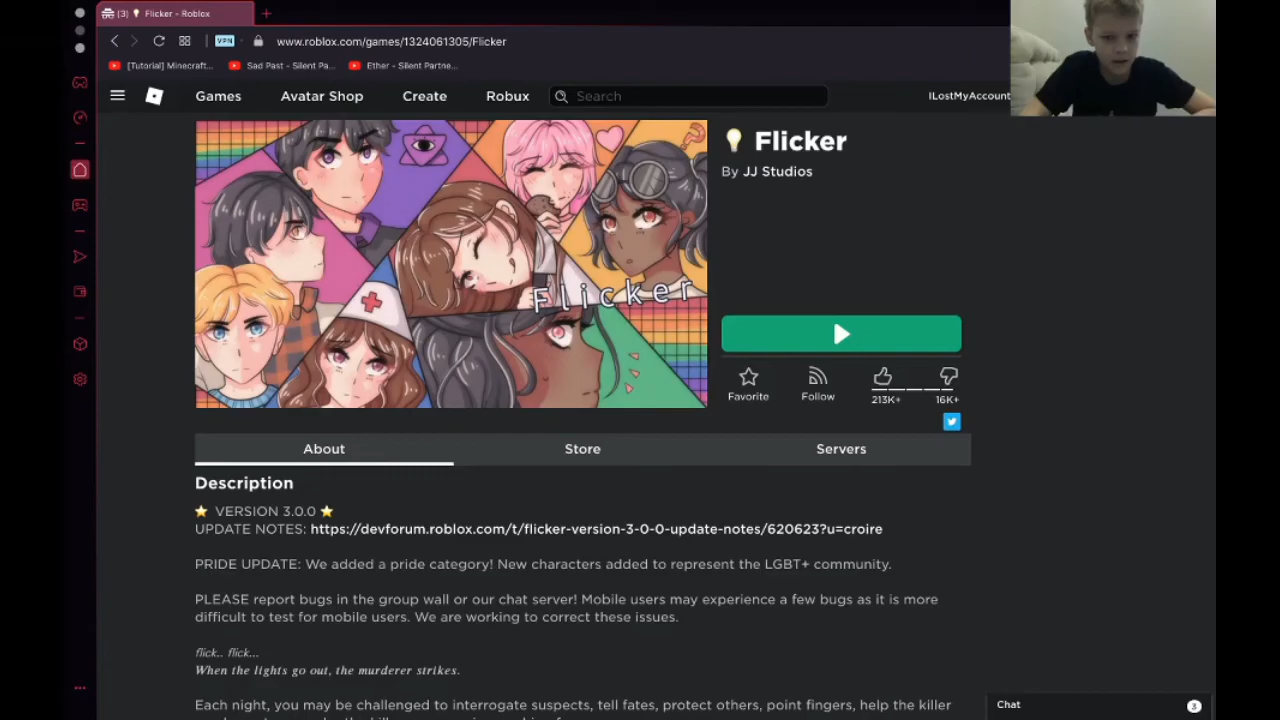 (3) Flicker - Roblox
VPN
www.roblox.com/games/1324061305/Flicker
[Tutorial] Minecraft...
Sad Past - Silent Pa...
Ether - Silent Partne...
Games
Avatar Shop
Create
Robux
Search
ILostMyAccount
Flicker
Flicker
By JJ Studios
Favorite
Follow
213K+
16K+
About
Store
Servers
Description
VERSION 3.0.0
UPDATE NOTES: https://devforum.roblox.com/t/flicker-version-3-0-0-update-notes/620623?u=croire
PRIDE UPDATE: We added a pride category! New characters added to represent the LGBT+ community.
PLEASE report bugs in the group wall or our chat server! Mobile users may experience a few bugs as it is more
difficult to test for mobile users. We are working to correct these issues.
flick.. flick...
When the lights go out, the murderer strikes.
Each night, you may be challenged to interrogate suspects, tell fates, protect others, point fingers, help the killer
Chat
3